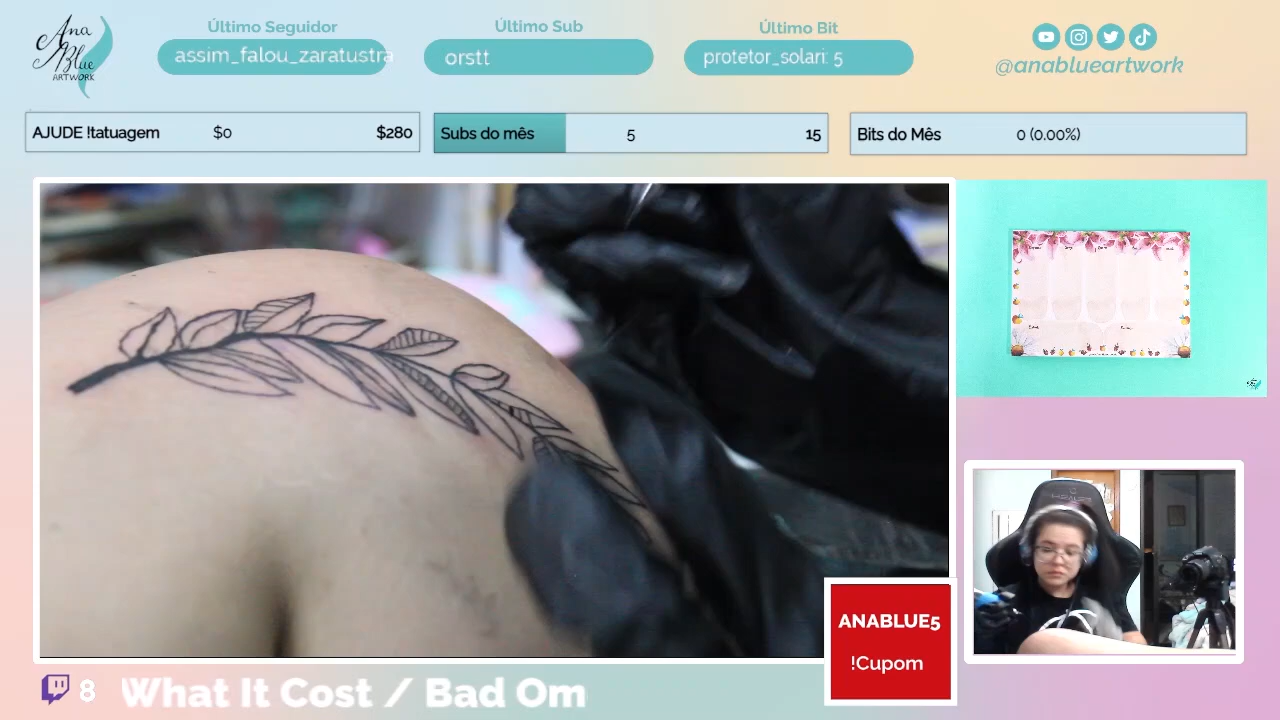 Ana
Blue
ARTWORK
Último Seguidor
assim_falou_zaratustra
Último Sub
orstt
Último Bit
protetor_solari: 5
@anablueartwork
AJUDE !tatuagem $0 $280
Subs do mês 5 15
Bits do Mês 0 (0.00%)
ANABLUE5
!Cupom
8 What It Cost / Bad Om